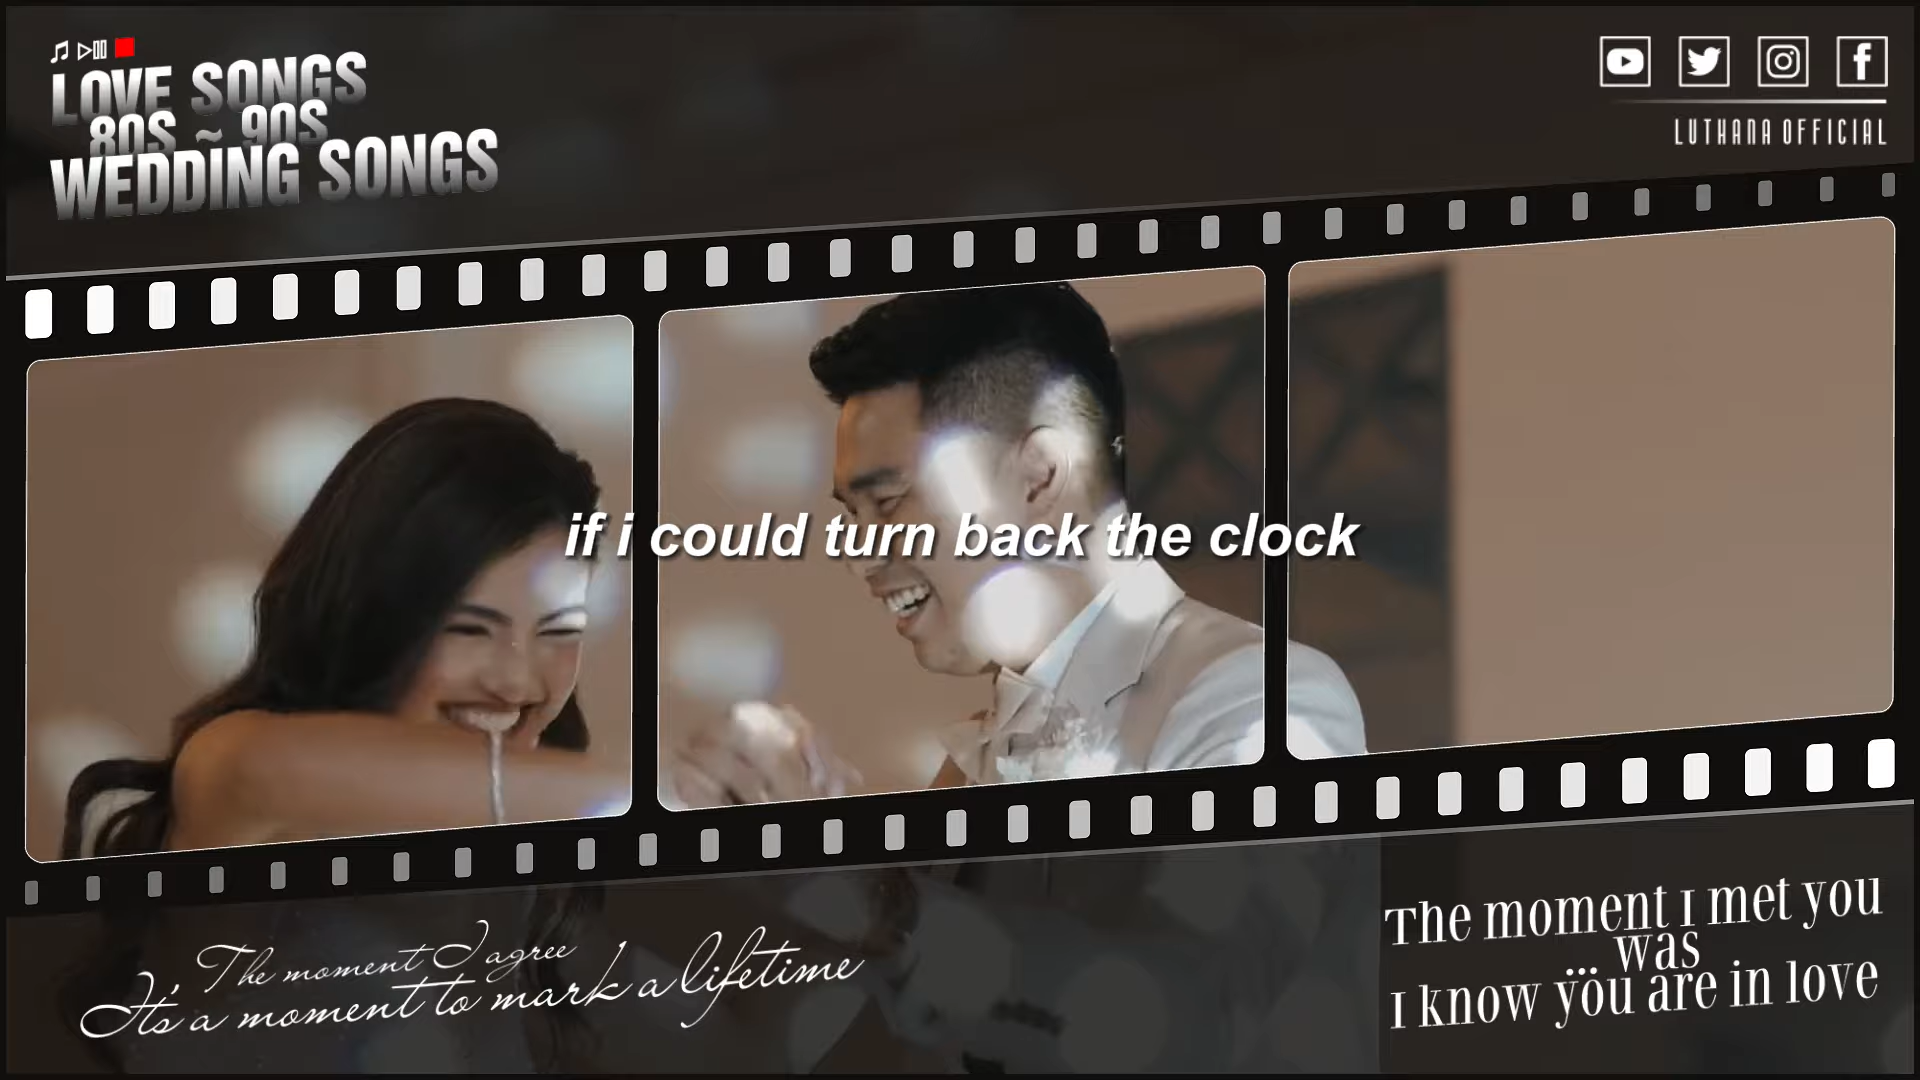 LOVE SONGS
80S ~ 90S
WEDDING SONGS
LUTHANA OFFICIAL
if i could turn back the clock
The moment I agree
It's a moment to mark a lifetime
The moment I met you
was
I know you are in love